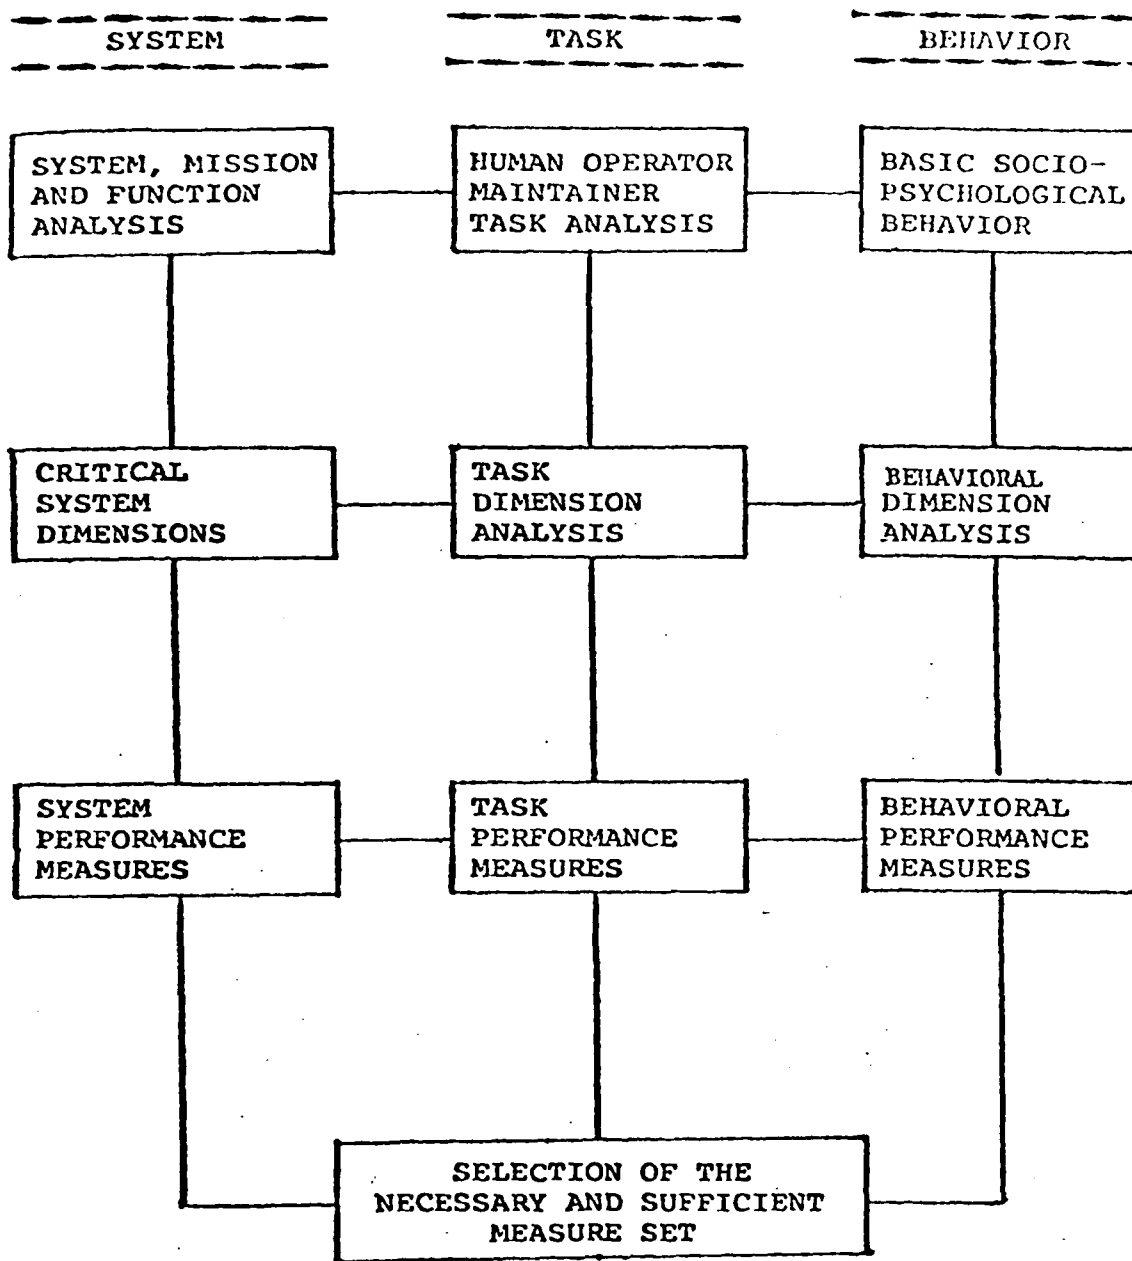 SYSTEM
TASK
BEHAVIOR
SYSTEM, MISSION
AND FUNCTION
ANALYSIS
HUMAN OPERATOR
MAINTAINER
TASK ANALYSIS
BASIC SOCIO-
PSYCHOLOGICAL
BEHAVIOR
CRITICAL
SYSTEM
DIMENSIONS
TASK
DIMENSION
ANALYSIS
BEHAVIORAL
DIMENSION
ANALYSIS
SYSTEM
PERFORMANCE
MEASURES
TASK
PERFORMANCE
MEASURES
BEHAVIORAL
PERFORMANCE
MEASURES
SELECTION OF THE
NECESSARY AND SUFFICIENT
MEASURE SET